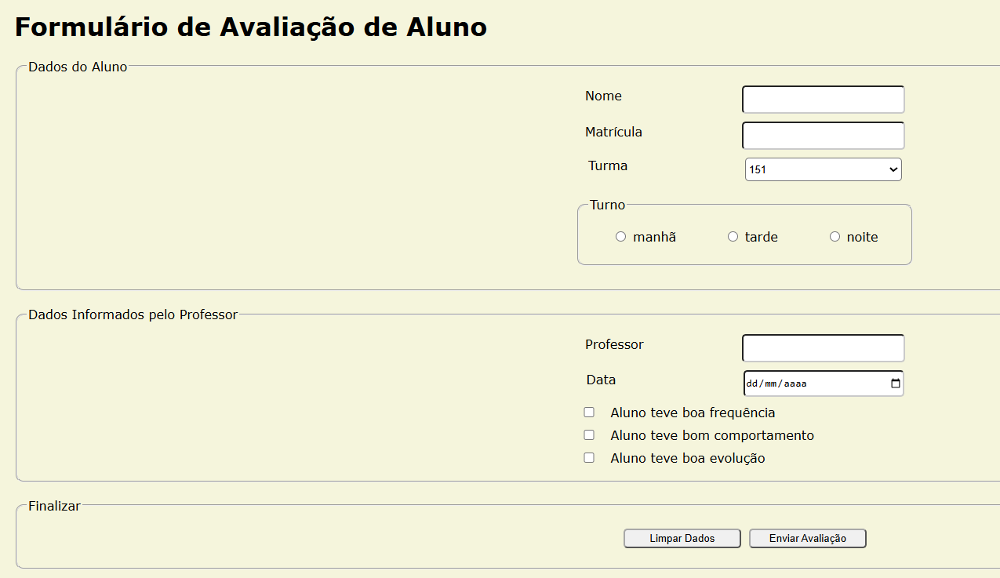 Formulário de Avaliação de Aluno
Dados do Aluno
Nome
Matrícula
Turma 151
Turno
manhã tarde noite
Dados Informados pelo Professor
Professor
Data dd/mm/aaaa
Aluno teve boa frequência
Aluno teve bom comportamento
Aluno teve boa evolução
Finalizar
Limpar Dados Enviar Avaliação